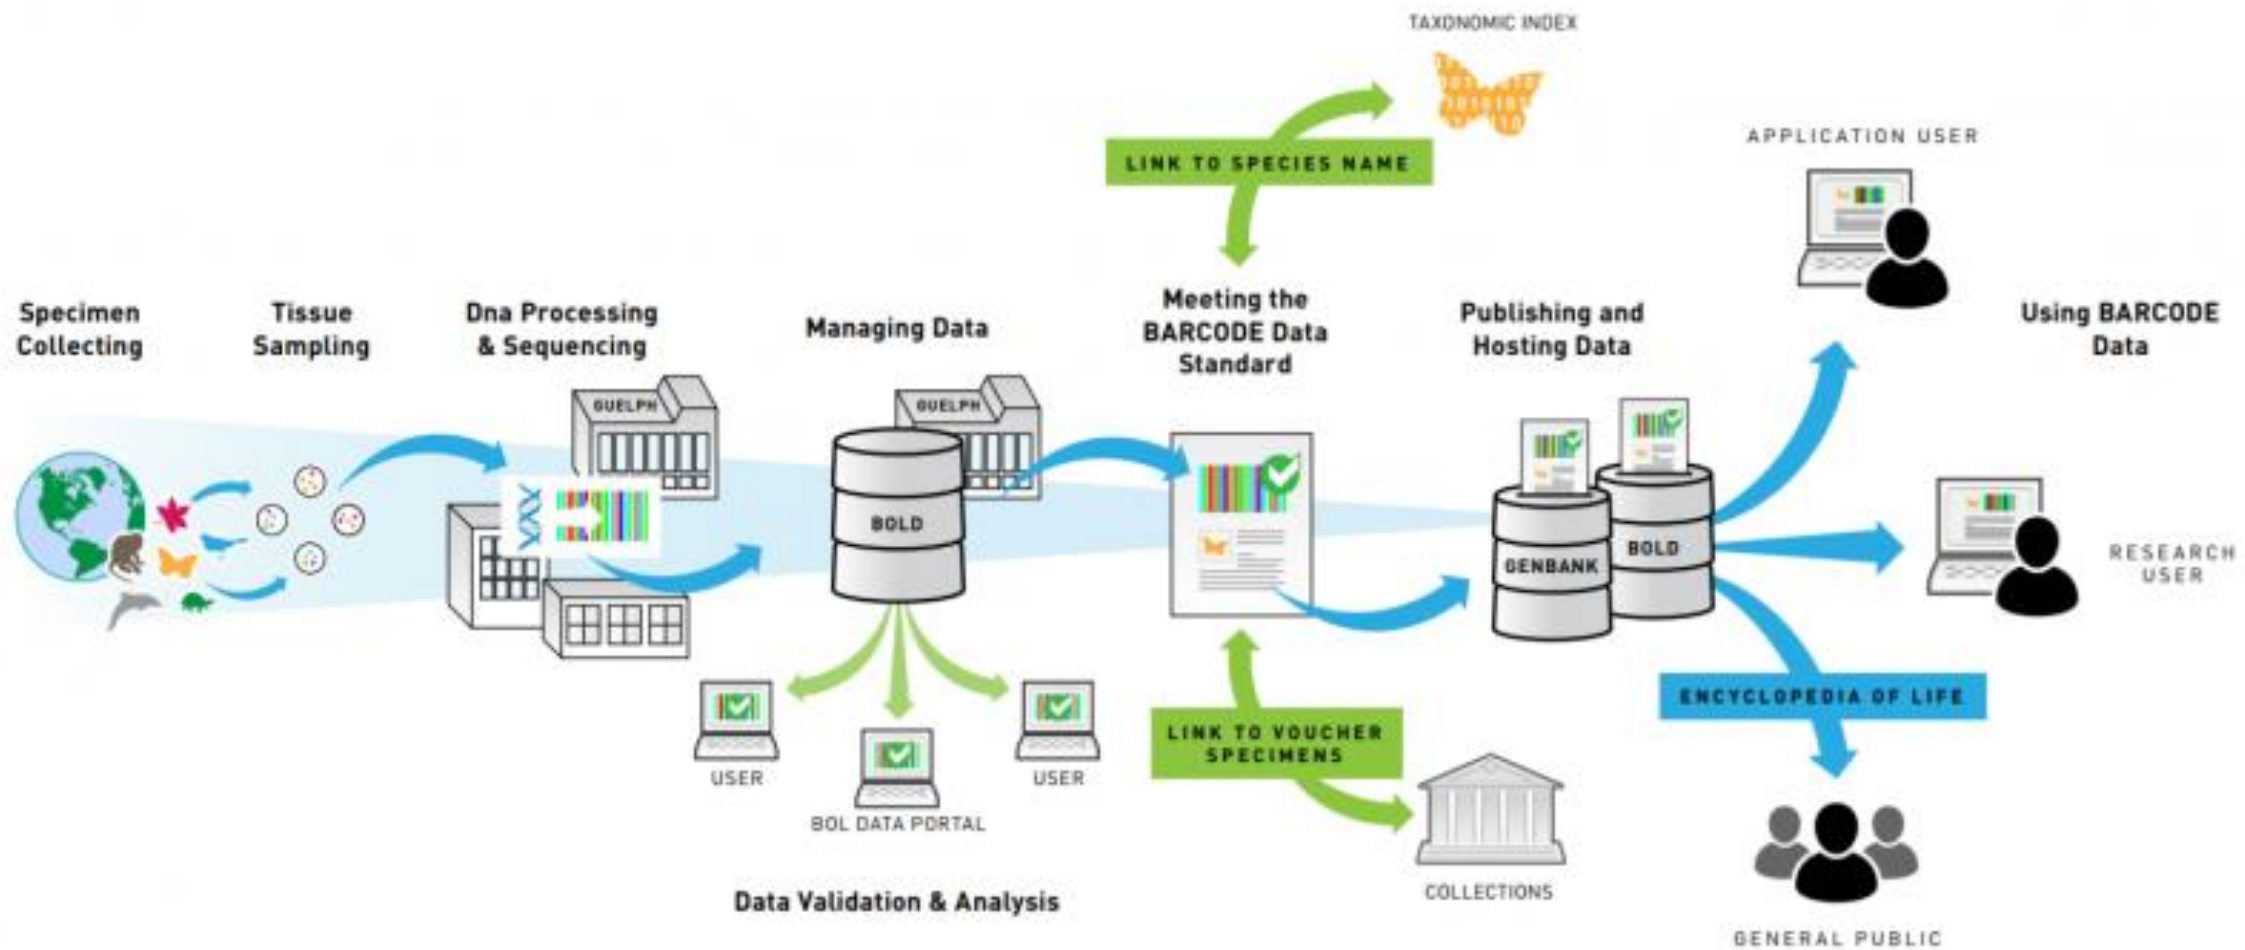 TAXONOMIC INDEX
LINK TO SPECIES NAME
APPLICATION USER
Specimen
Collecting
Tissue
Sampling
Dna Processing
& Sequencing
Managing Data
Meeting the
BARCODE Data
Standard
Publishing and
Hosting Data
Using BARCODE
Data
GUELPH
GUELPH
BOLD
GENBANK
BOLD
RESEARCH
USER
ENCYCLOPEDIA OF LIFE
LINK TO VOUCHER
SPECIMENS
USER
USER
BOL DATA PORTAL
COLLECTIONS
Data Validation & Analysis
GENERAL PUBLIC